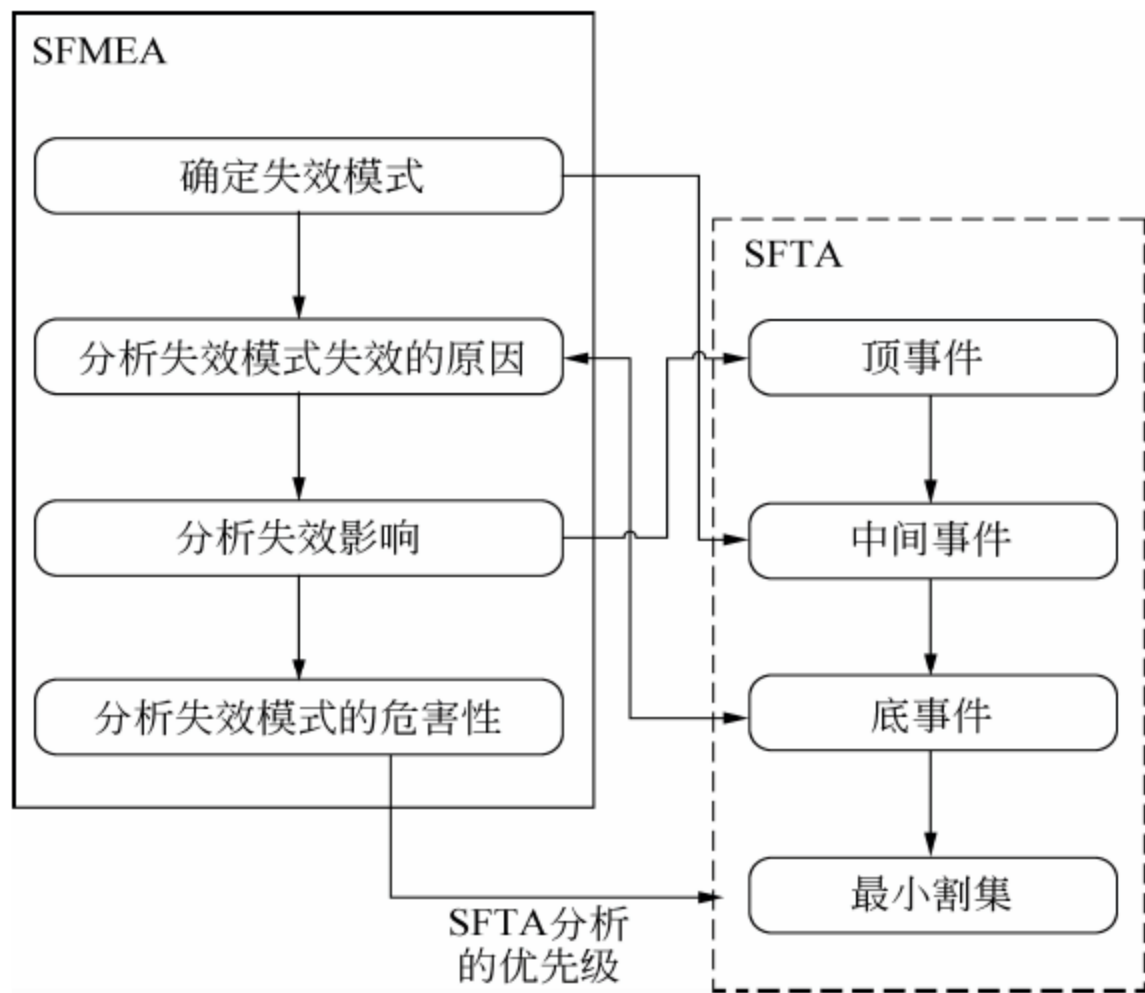 SFMEA
确定失效模式
分析失效模式失效的原因
分析失效影响
分析失效模式的危害性
SFTA
顶事件
中间事件
底事件
最小割集
SFTA分析
的优先级